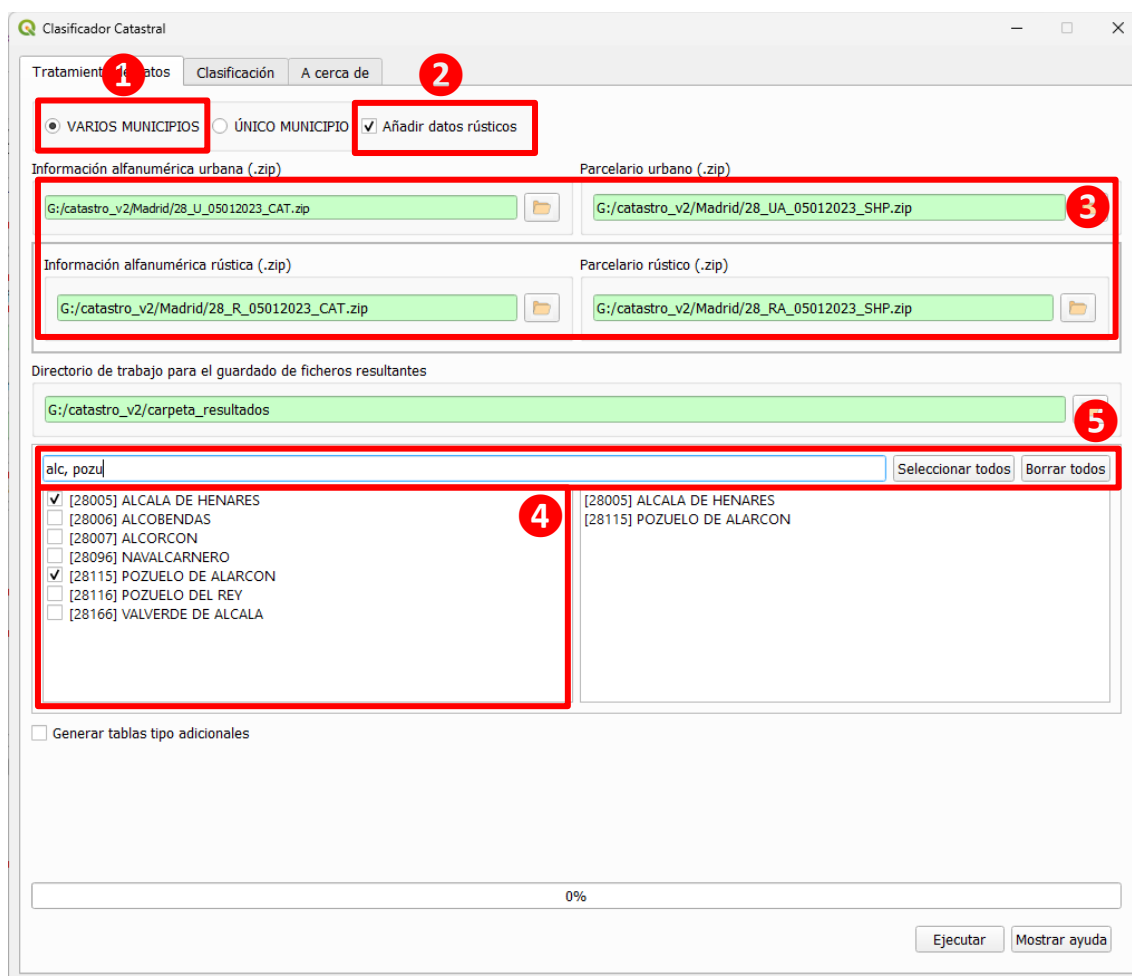 Clasificador Catastral
Tratamiento de datos Clasificación A cerca de
1 2
VARIOS MUNICIPIOS ÚNICO MUNICIPIO Añadir datos rústicos
Información alfanumérica urbana (.zip) Parcelario urbano (.zip)
G:/catastro_v2/Madrid/28_U_05012023_CAT.zip G:/catastro_v2/Madrid/28_UA_05012023_SHP.zip 3
Información alfanumérica rústica (.zip) Parcelario rústico (.zip)
G:/catastro_v2/Madrid/28_R_05012023_CAT.zip G:/catastro_v2/Madrid/28_RA_05012023_SHP.zip
Directorio de trabajo para el guardado de ficheros resultantes
G:/catastro_v2/carpeta_resultados 5
alc, pozu Seleccionar todos Borrar todos
[28005] ALCALA DE HENARES 4 [28005] ALCALA DE HENARES
[28006] ALCOBENDAS [28115] POZUELO DE ALARCON
[28007] ALCORCON
[28096] NAVALCARNERO
[28115] POZUELO DE ALARCON
[28116] POZUELO DEL REY
[28166] VALVERDE DE ALCALA
Generar tablas tipo adicionales
0%
Ejecutar Mostrar ayuda